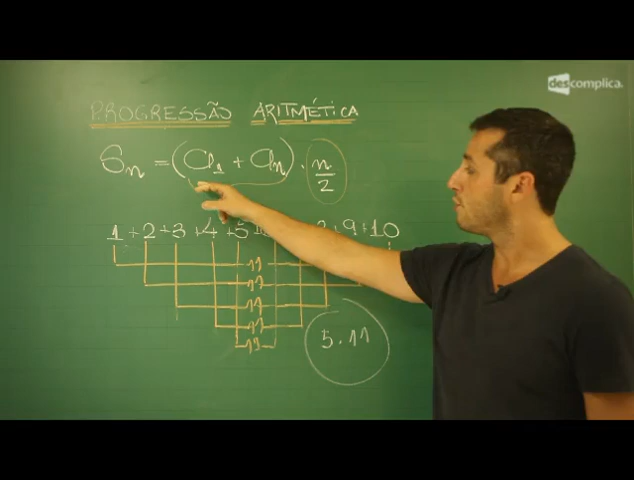 descomplica.
PROGRESSÃO ARITMÉTICA
Sn = (a1 + an) . n/2
1 + 2 + 3 + 4 + 5 + 9 + 10
11
11
11
11
11
5 . 11